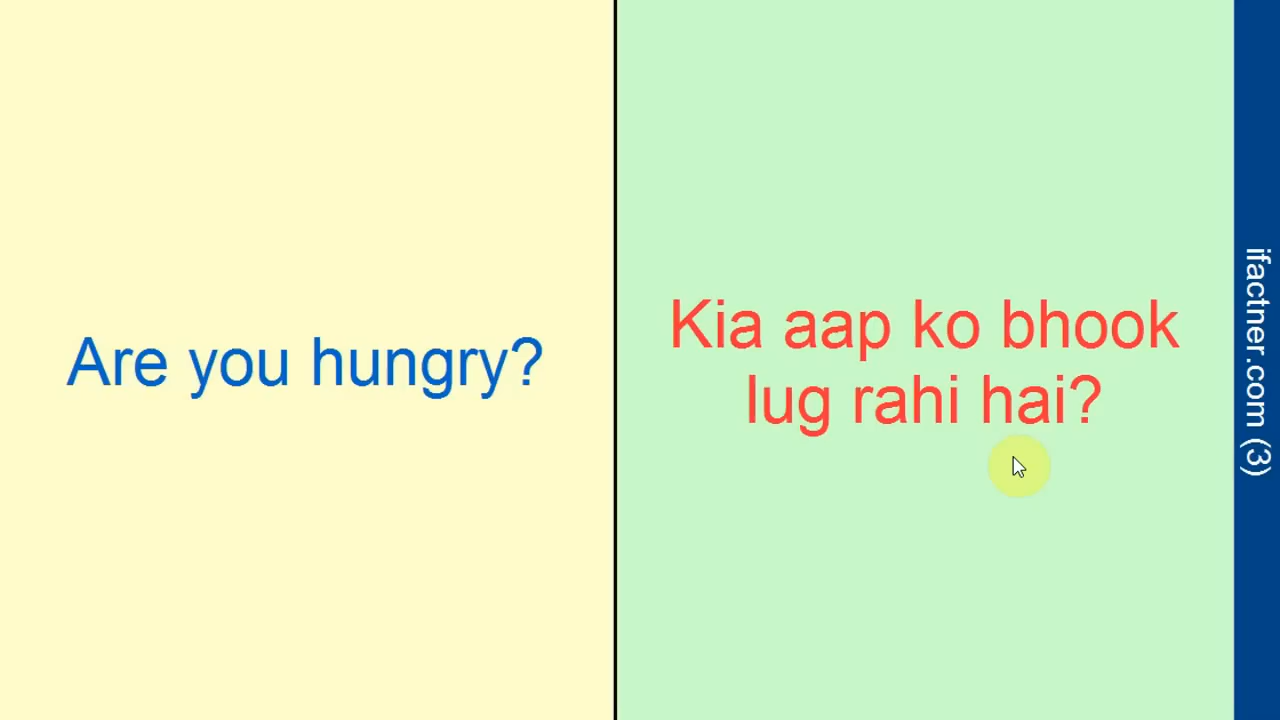 Are you hungry?
Kia aap ko bhook
lug rahi hai?
ifactner.com (3)